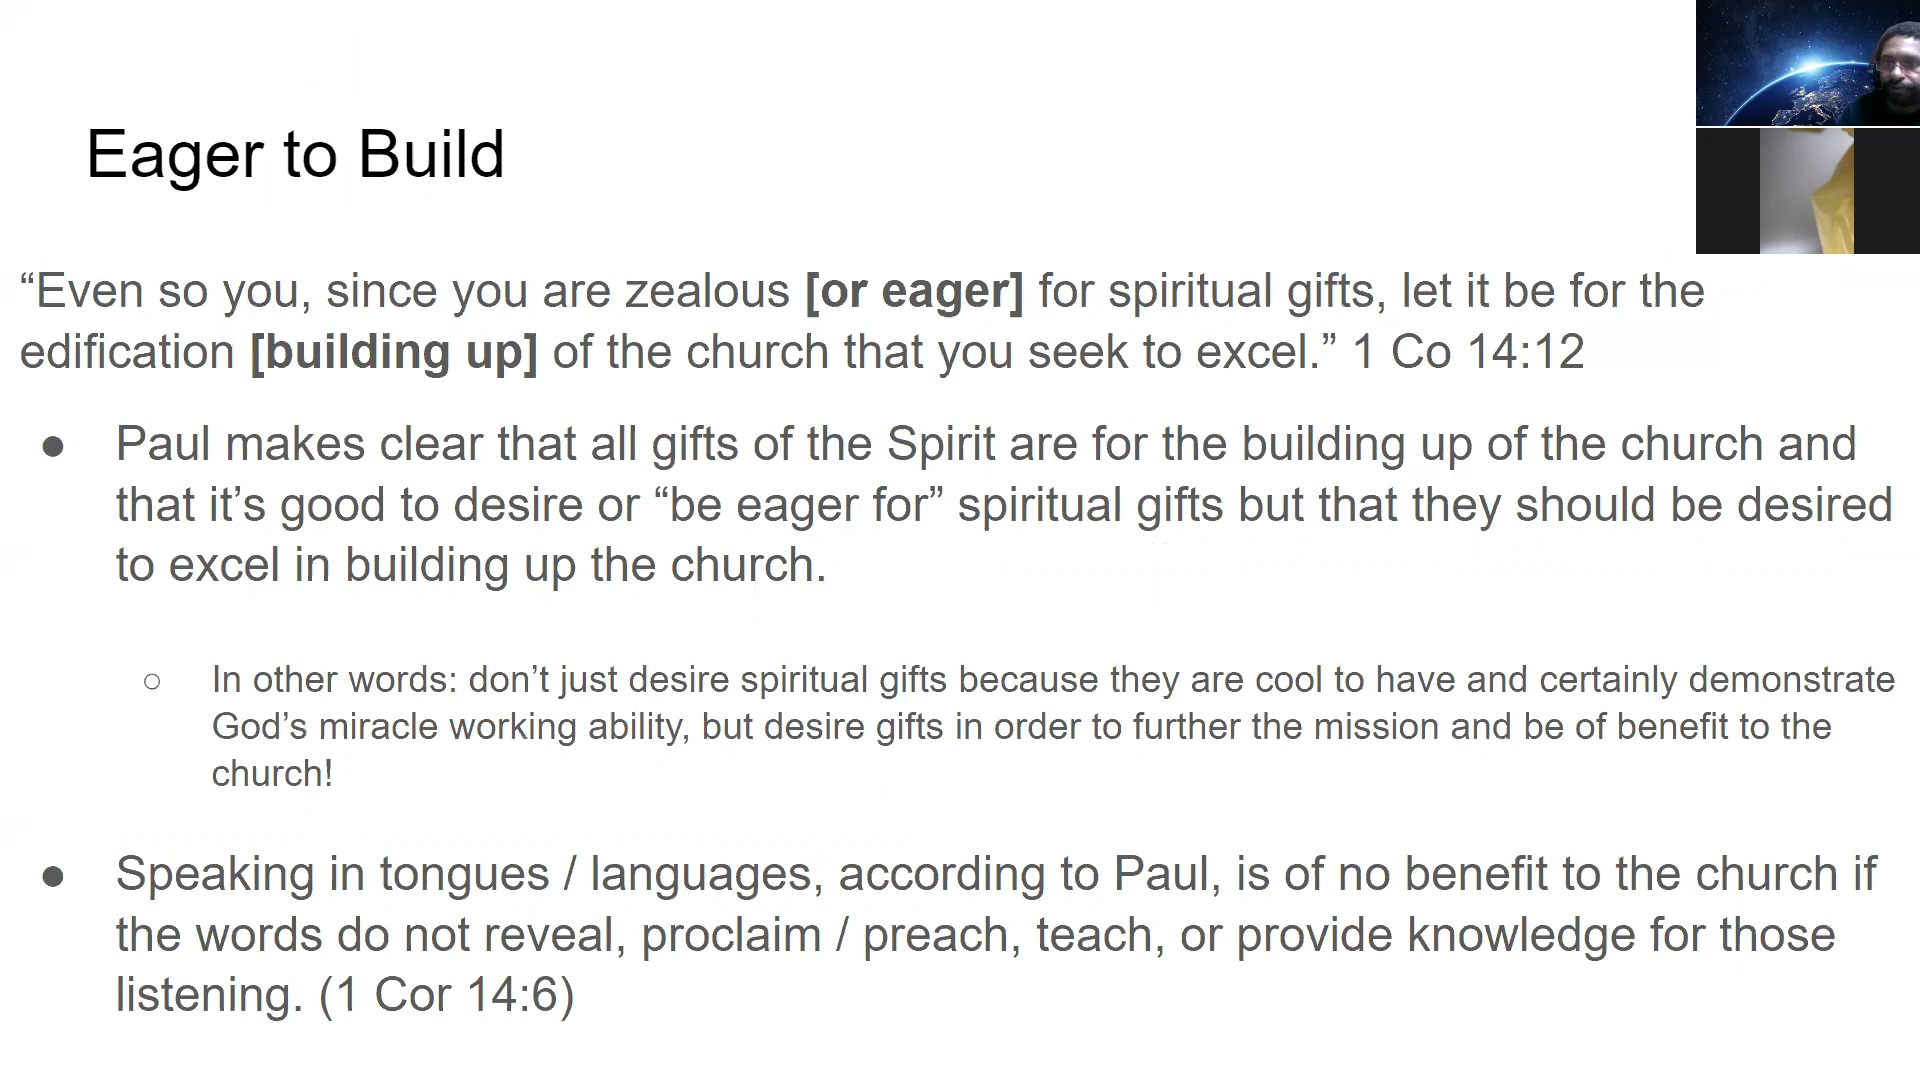 Eager to Build
“Even so you, since you are zealous [or eager] for spiritual gifts, let it be for the
edification [building up] of the church that you seek to excel.” 1 Co 14:12
● Paul makes clear that all gifts of the Spirit are for the building up of the church and
that it’s good to desire or “be eager for” spiritual gifts but that they should be desired
to excel in building up the church.
○ In other words: don’t just desire spiritual gifts because they are cool to have and certainly demonstrate
God’s miracle working ability, but desire gifts in order to further the mission and be of benefit to the
church!
● Speaking in tongues / languages, according to Paul, is of no benefit to the church if
the words do not reveal, proclaim / preach, teach, or provide knowledge for those
listening. (1 Cor 14:6)